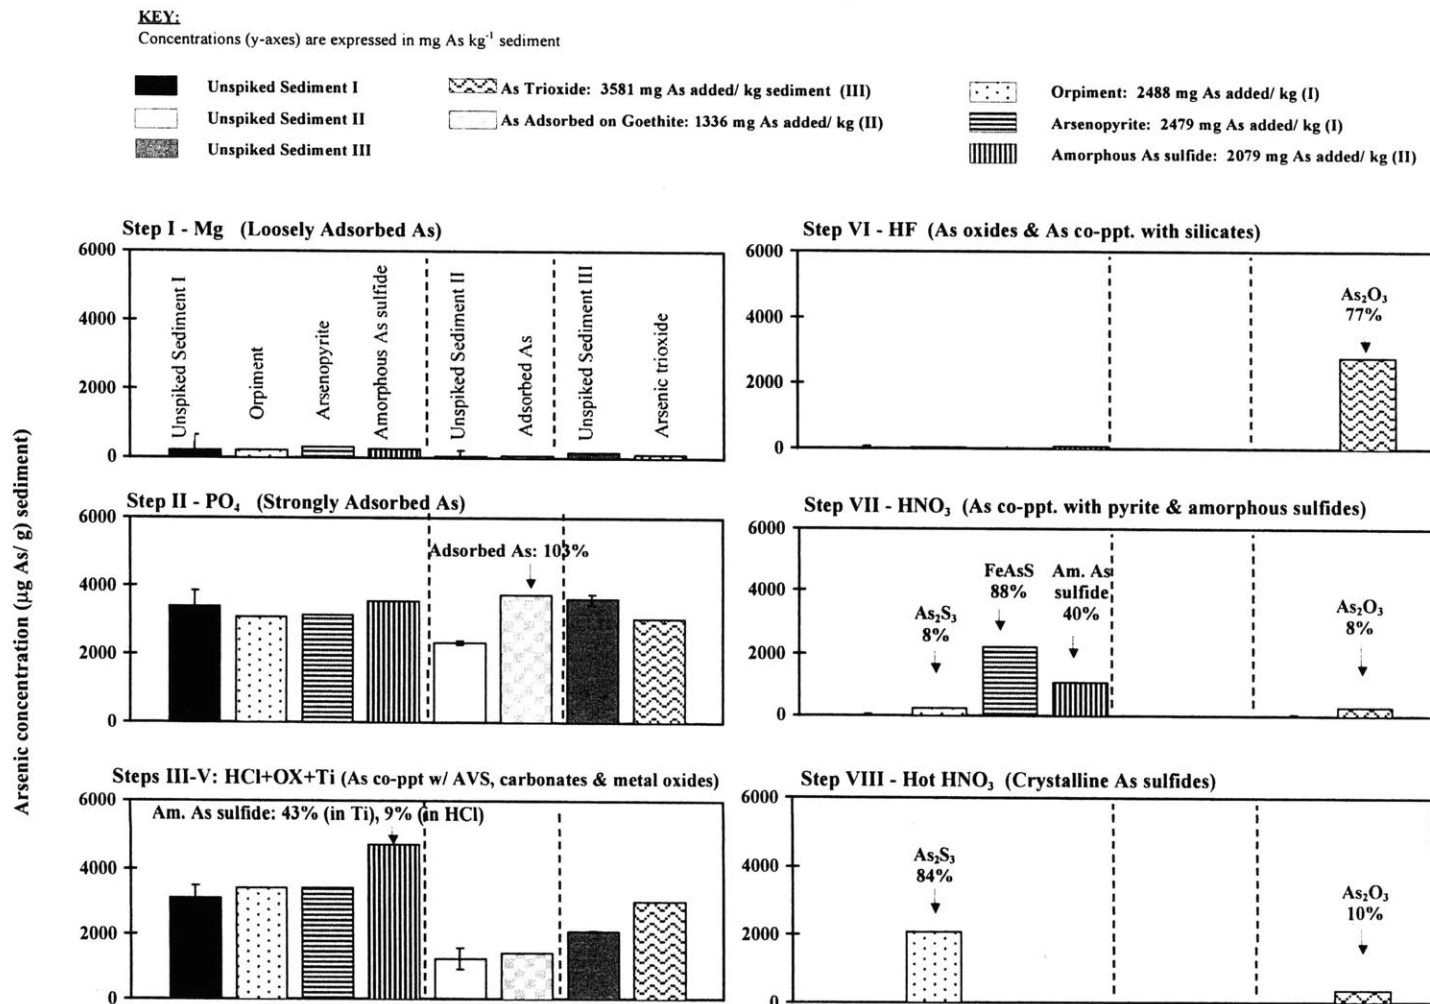 KEY:
Concentrations (y-axes) are expressed in mg As kg⁻¹ sediment
Unspiked Sediment I
Unspiked Sediment II
Unspiked Sediment III
As Trioxide: 3581 mg As added/ kg sediment (III)
As Adsorbed on Goethite: 1336 mg As added/ kg (II)
Orpiment: 2488 mg As added/ kg (I)
Arsenopyrite: 2479 mg As added/ kg (I)
Amorphous As sulfide: 2079 mg As added/ kg (II)
Arsenic concentration (µg As/ g) sediment)
Step I - Mg (Loosely Adsorbed As)
6000
4000
2000
0
Unspiked Sediment I
Orpiment
Arsenopyrite
Amorphous As sulfide
Unspiked Sediment II
Adsorbed As
Unspiked Sediment III
Arsenic trioxide
Step II - PO₄ (Strongly Adsorbed As)
6000
4000
2000
0
Adsorbed As: 103%
Steps III-V: HCl+OX+Ti (As co-ppt w/ AVS, carbonates & metal oxides)
6000
4000
2000
0
Am. As sulfide: 43% (in Ti), 9% (in HCl)
Step VI - HF (As oxides & As co-ppt. with silicates)
6000
4000
2000
0
As₂O₃
77%
Step VII - HNO₃ (As co-ppt. with pyrite & amorphous sulfides)
6000
4000
2000
0
As₂S₃
8%
FeAsS
88%
Am. As
sulfide
40%
As₂O₃
8%
Step VIII - Hot HNO₃ (Crystalline As sulfides)
6000
4000
2000
0
As₂S₃
84%
As₂O₃
10%